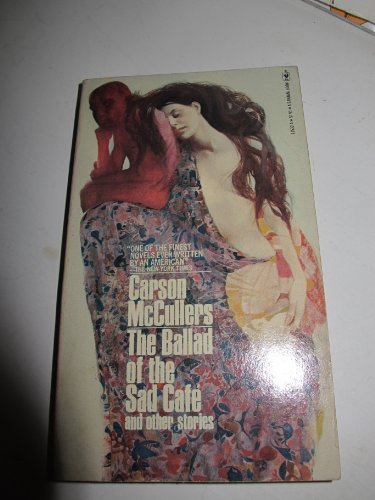 "ONE OF THE FINEST
NOVELS EVER WRITTEN
BY AN AMERICAN"
—THE NEW YORK TIMES
Carson
McCullers
The Ballad
of the
Sad Café
and other stories